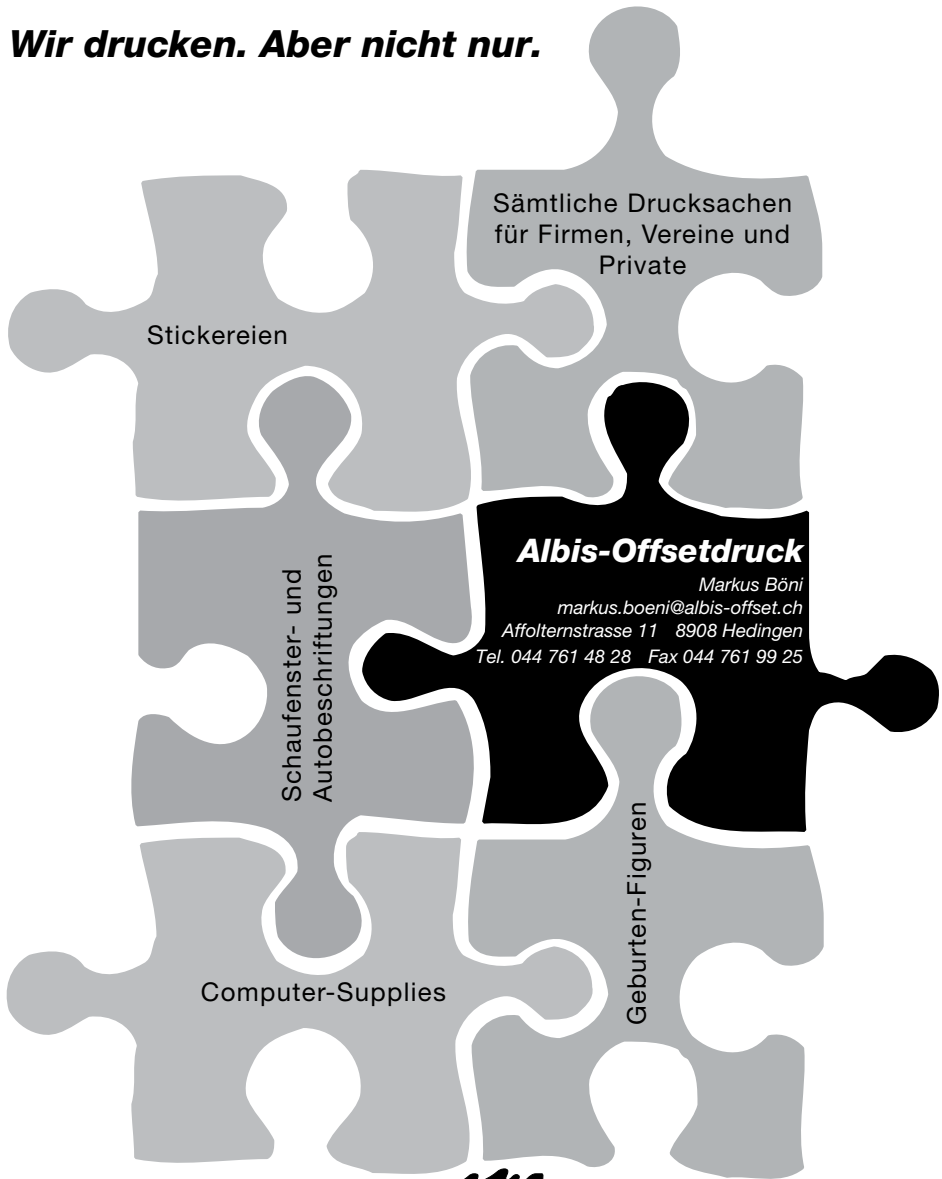 Wir drucken. Aber nicht nur.
Sämtliche Drucksachen
für Firmen, Vereine und
Private
Stickereien
Albis-Offsetdruck
Markus Böni
markus.boeni@albis-offset.ch
Affolternstrasse 11 8908 Hedingen
Tel. 044 761 48 28 Fax 044 761 99 25
Schaufenster- und
Autobeschriftungen
Geburten-Figuren
Computer-Supplies